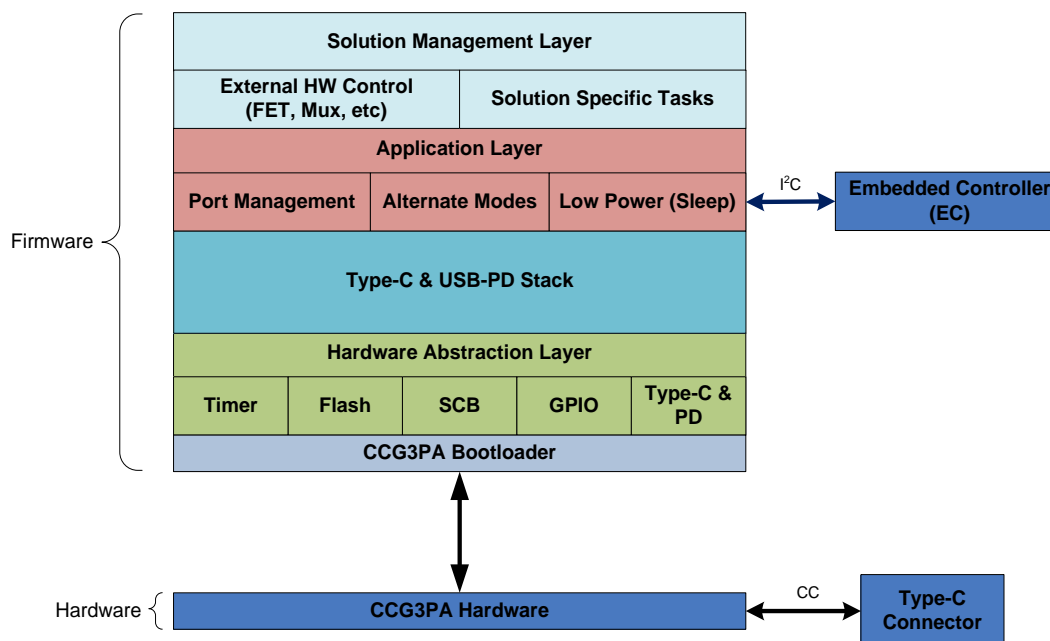 Solution Management Layer
External HW Control
(FET, Mux, etc)
Solution Specific Tasks
Application Layer
Port Management
Alternate Modes
Low Power (Sleep)
I²C
Embedded Controller
(EC)
Firmware
Type-C & USB-PD Stack
Hardware Abstraction Layer
Timer
Flash
SCB
GPIO
Type-C &
PD
CCG3PA Bootloader
Hardware
CCG3PA Hardware
CC
Type-C
Connector